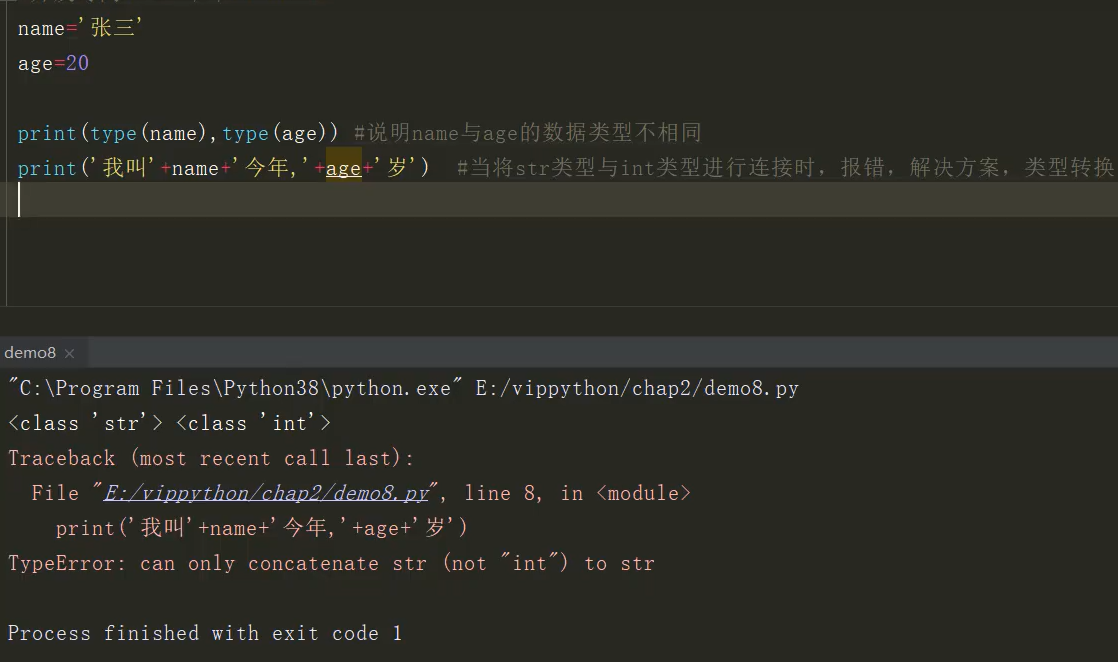 name='张三'
age=20
print(type(name),type(age)) #说明name与age的数据类型不相同
print('我叫'+name+'今年,'+age+'岁') #当将str类型与int类型进行连接时，报错，解决方案，类型转换
demo8 ×
"C:\Program Files\Python38\python.exe" E:/vippython/chap2/demo8.py
<class 'str'> <class 'int'>
Traceback (most recent call last):
File "E:/vippython/chap2/demo8.py", line 8, in <module>
print('我叫'+name+'今年,'+age+'岁')
TypeError: can only concatenate str (not "int") to str
Process finished with exit code 1